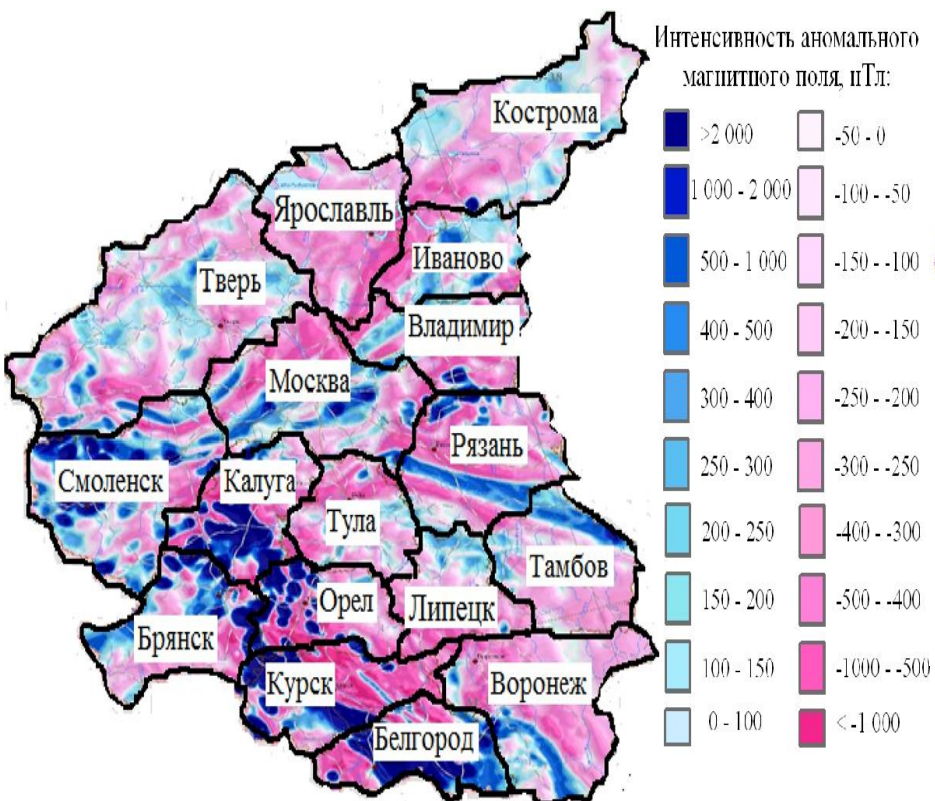 Интенсивность аномального
магнитного поля, нТл:
>2 000
1 000 - 2 000
500 - 1 000
400 - 500
300 - 400
250 - 300
200 - 250
150 - 200
100 - 150
0 - 100
-50 - 0
-100 - -50
-150 - -100
-200 - -150
-250 - -200
-300 - -250
-400 - -300
-500 - -400
-1000 - -500
< -1 000
Кострома
Ярославль
Иваново
Тверь
Владимир
Москва
Рязань
Смоленск
Калуга
Тула
Тамбов
Орел
Липецк
Брянск
Курск
Воронеж
Белгород